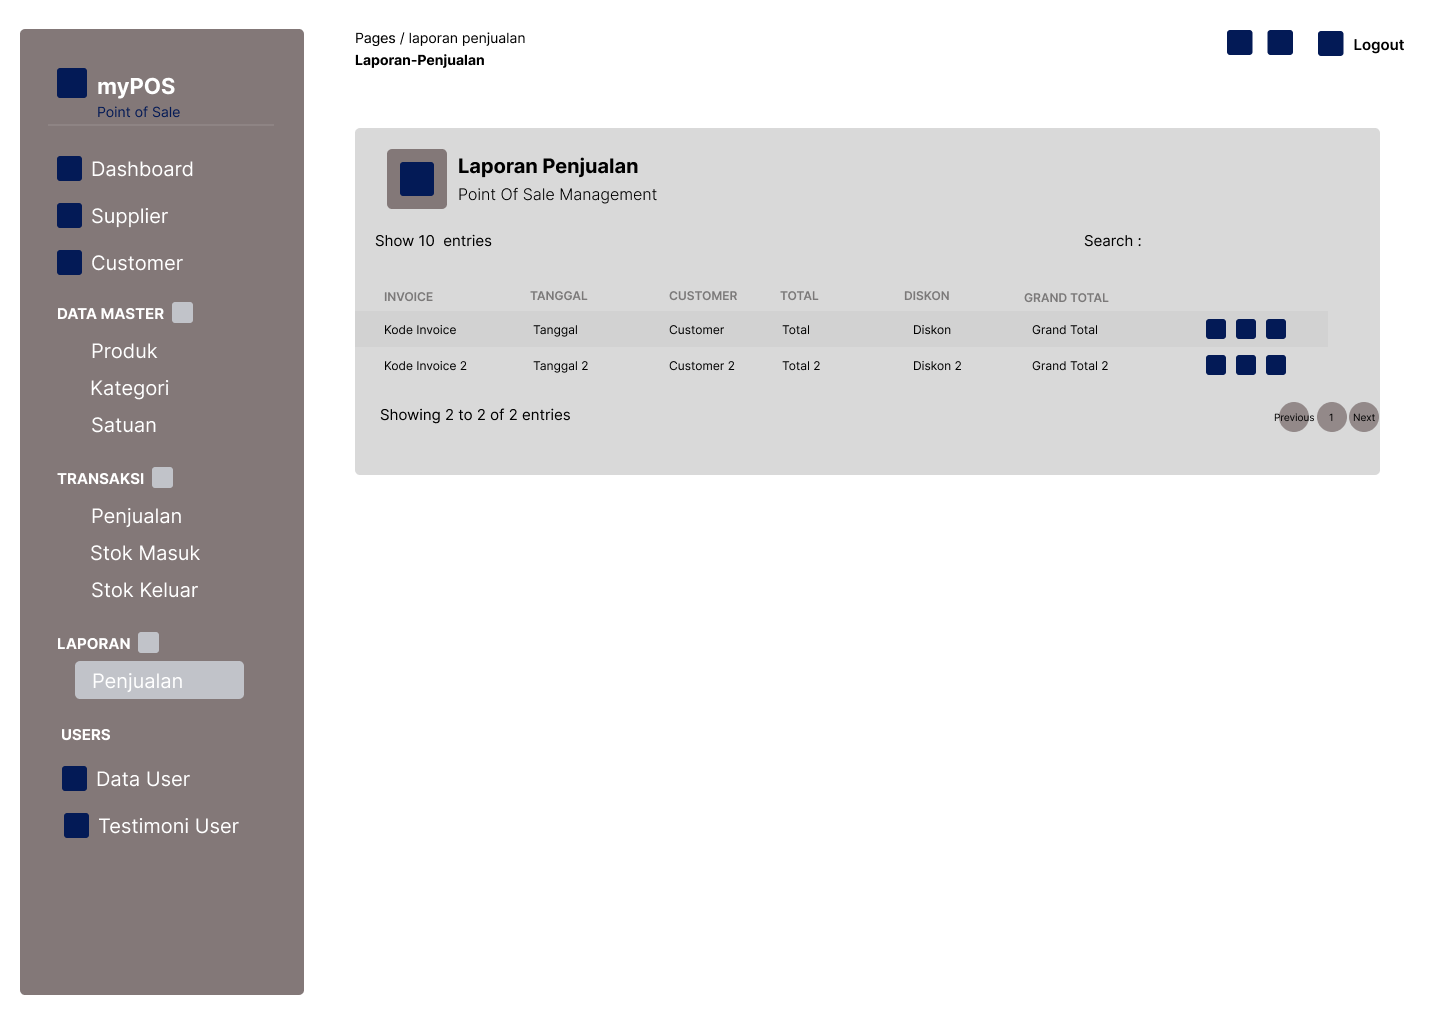 myPOS
Point of Sale
Dashboard
Supplier
Customer
DATA MASTER
Produk
Kategori
Satuan
TRANSAKSI
Penjualan
Stok Masuk
Stok Keluar
LAPORAN
Penjualan
USERS
Data User
Testimoni User
Pages / laporan penjualan
Laporan-Penjualan
Logout
Laporan Penjualan
Point Of Sale Management
Show 10  entries
Search :
INVOICE TANGGAL CUSTOMER TOTAL DISKON GRAND TOTAL
Kode Invoice Tanggal Customer Total Diskon Grand Total
Kode Invoice 2 Tanggal 2 Customer 2 Total 2 Diskon 2 Grand Total 2
Showing 2 to 2 of 2 entries
Previous 1 Next